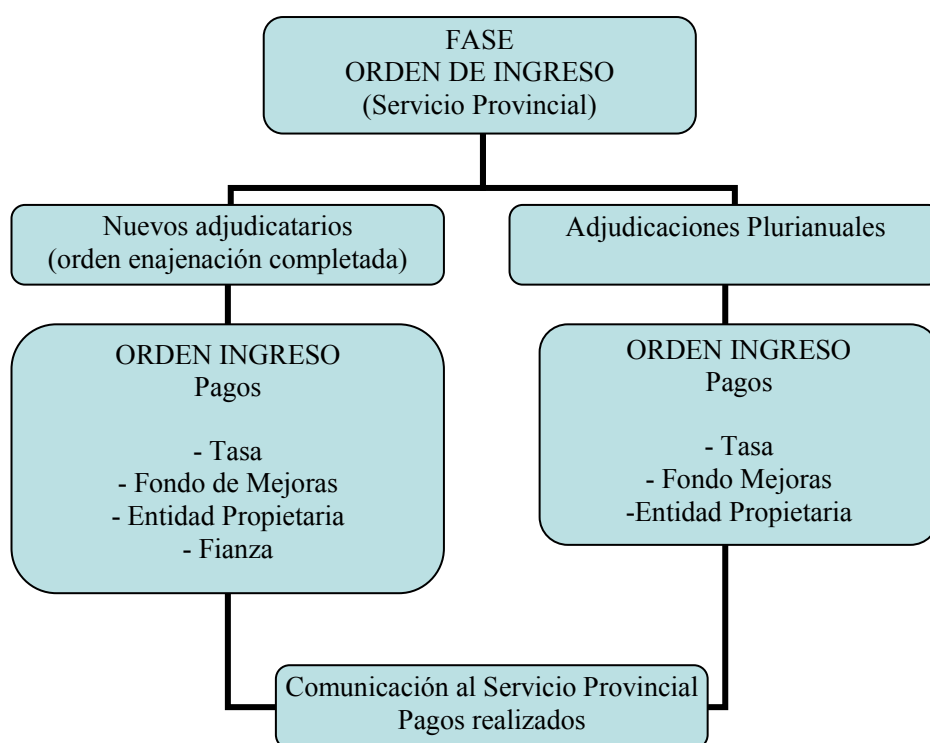 FASE
ORDEN DE INGRESO
(Servicio Provincial)
Nuevos adjudicatarios
(orden enajenación completada)
Adjudicaciones Plurianuales
ORDEN INGRESO
Pagos
- Tasa
- Fondo de Mejoras
- Entidad Propietaria
- Fianza
ORDEN INGRESO
Pagos
- Tasa
- Fondo Mejoras
-Entidad Propietaria
Comunicación al Servicio Provincial
Pagos realizados